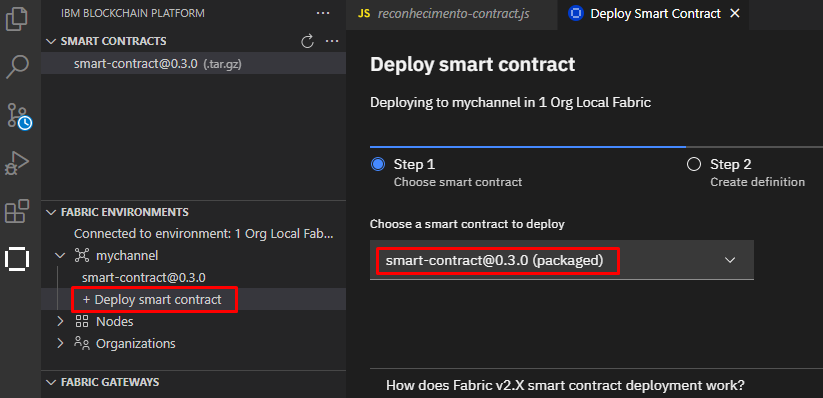 IBM BLOCKCHAIN PLATFORM
SMART CONTRACTS
smart-contract@0.3.0 (.tar.gz)
FABRIC ENVIRONMENTS
Connected to environment: 1 Org Local Fab...
mychannel
smart-contract@0.3.0
+ Deploy smart contract
Nodes
Organizations
FABRIC GATEWAYS
JS reconhecimento-contract.js
Deploy Smart Contract
Deploy smart contract
Deploying to mychannel in 1 Org Local Fabric
Step 1
Choose smart contract
Step 2
Create definition
Choose a smart contract to deploy
smart-contract@0.3.0 (packaged)
How does Fabric v2.X smart contract deployment work?